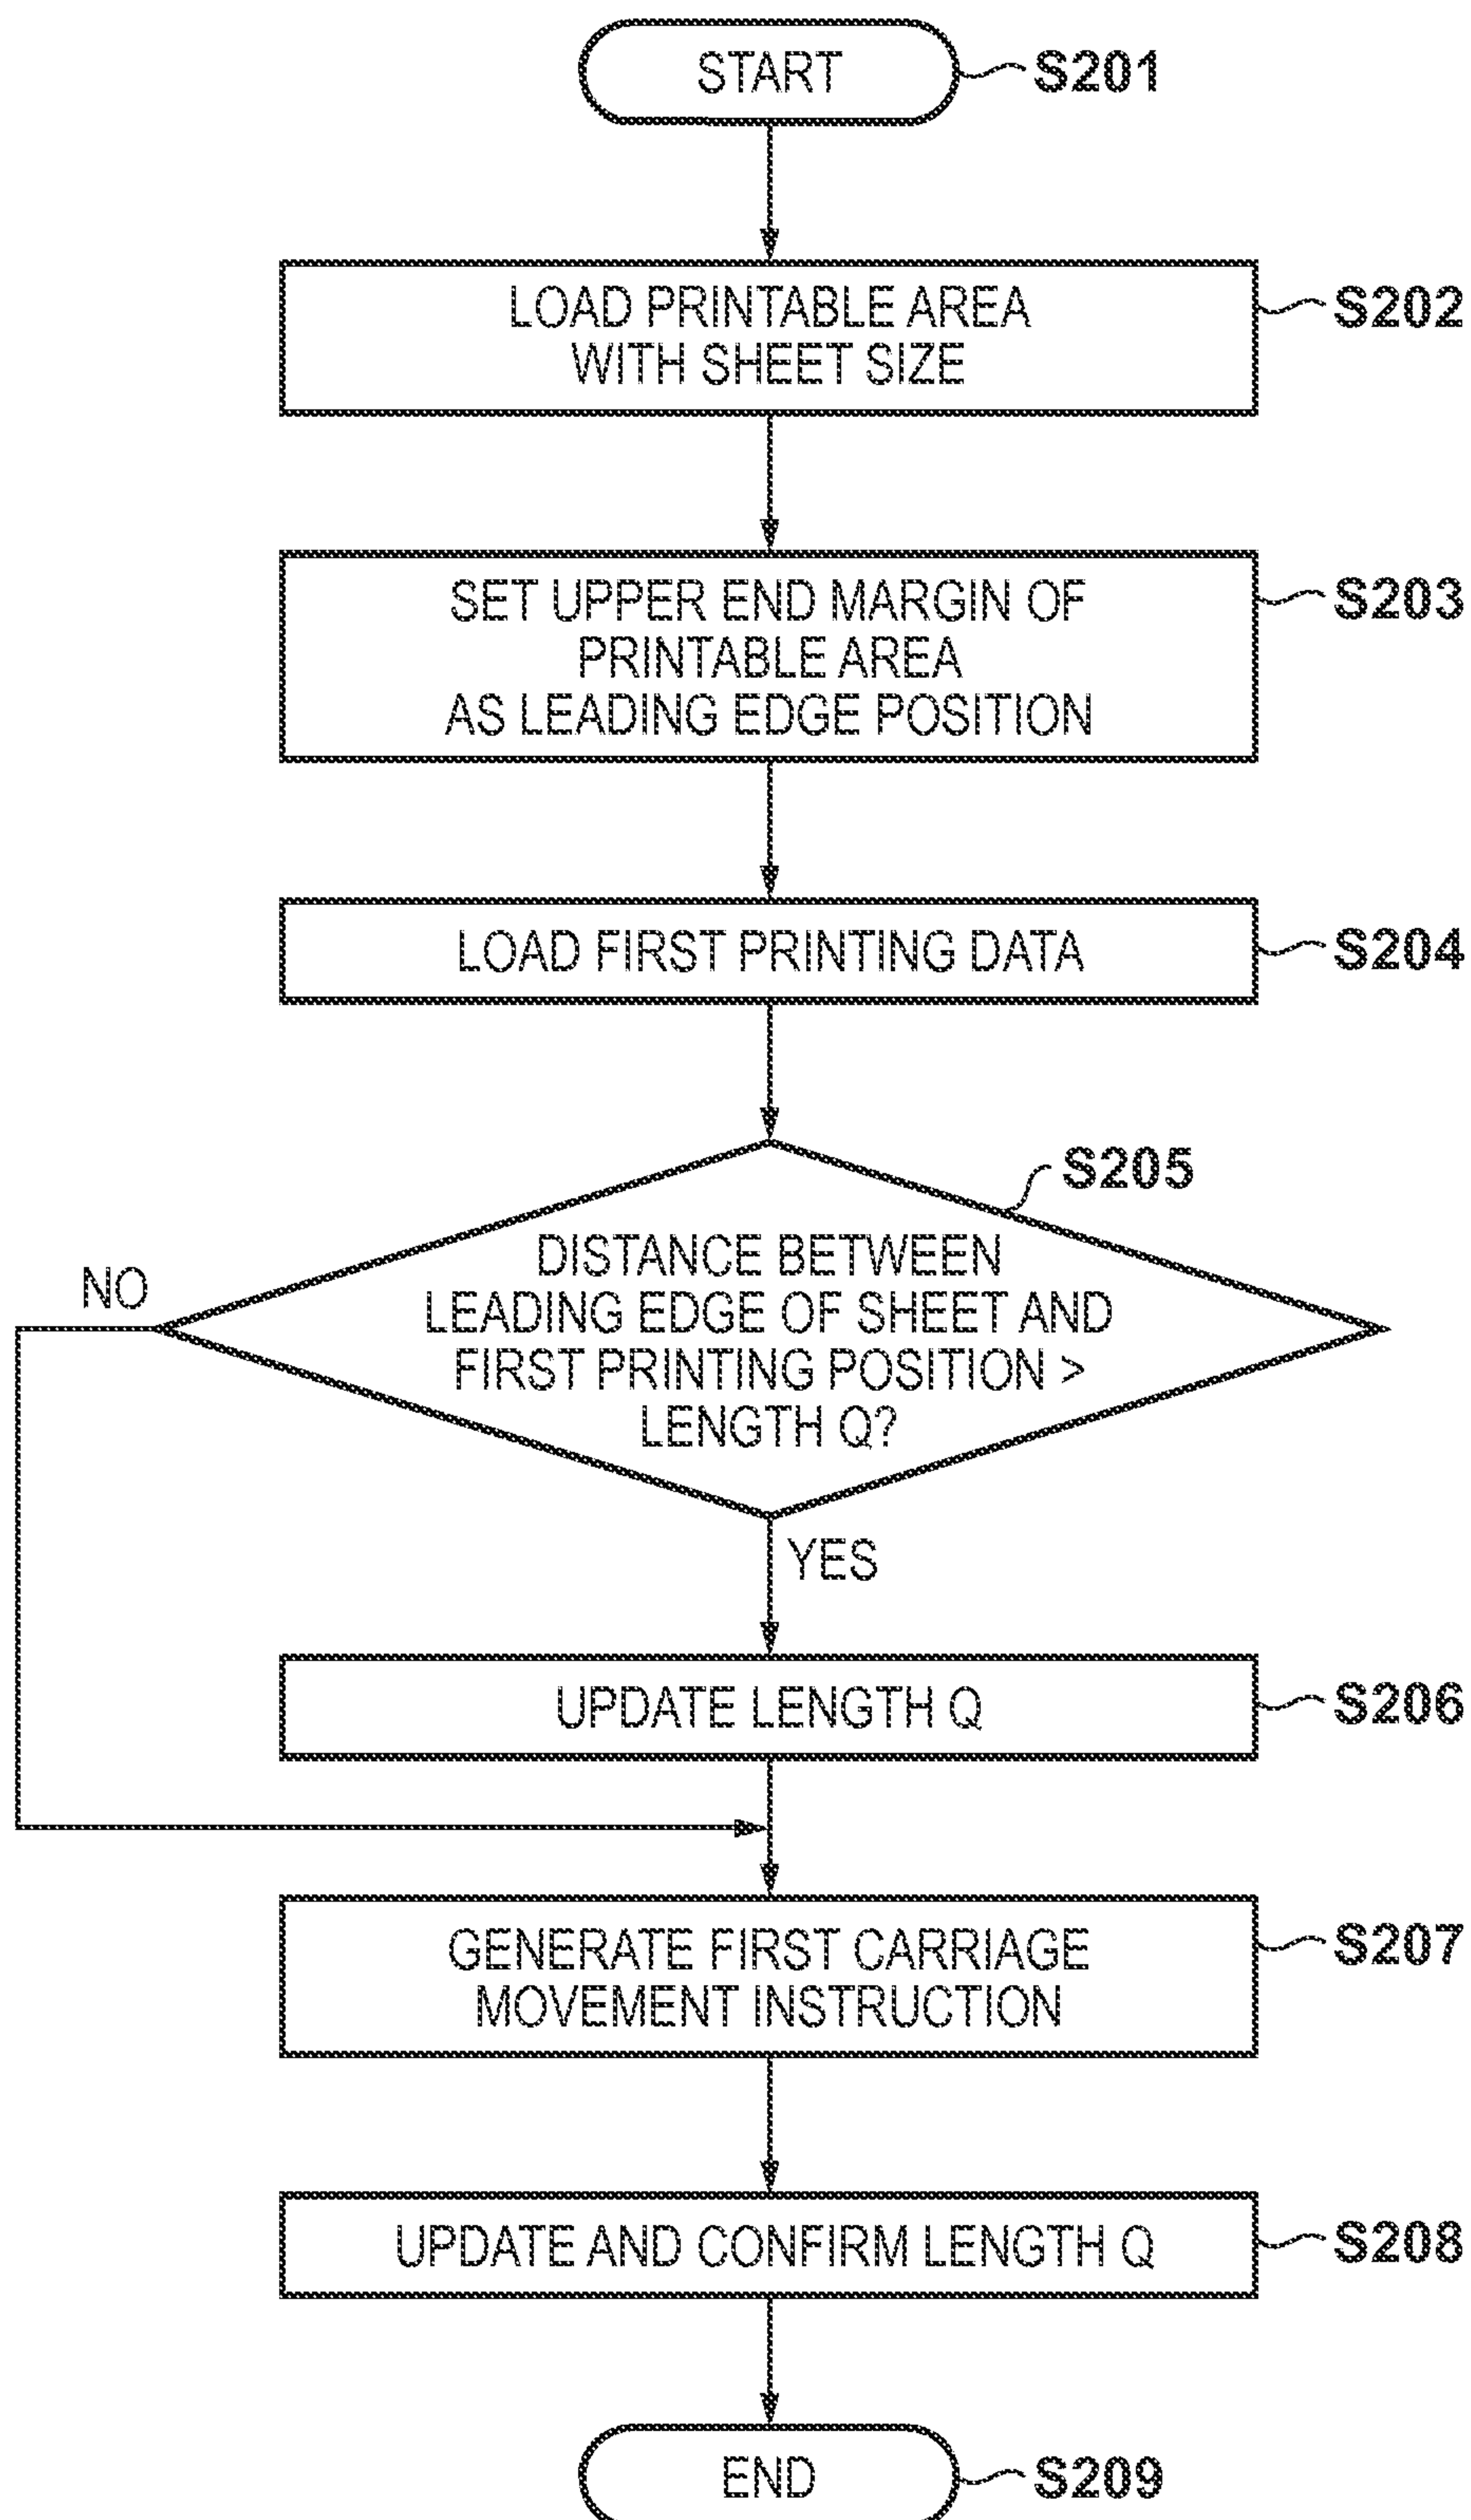 START
S201
LOAD PRINTABLE AREA
WITH SHEET SIZE
S202
SET UPPER END MARGIN OF
PRINTABLE AREA
AS LEADING EDGE POSITION
S203
LOAD FIRST PRINTING DATA
S204
S205
DISTANCE BETWEEN
LEADING EDGE OF SHEET AND
FIRST PRINTING POSITION >
LENGTH Q?
NO
YES
UPDATE LENGTH Q
S206
GENERATE FIRST CARRIAGE
MOVEMENT INSTRUCTION
S207
UPDATE AND CONFIRM LENGTH Q
S208
END
S209